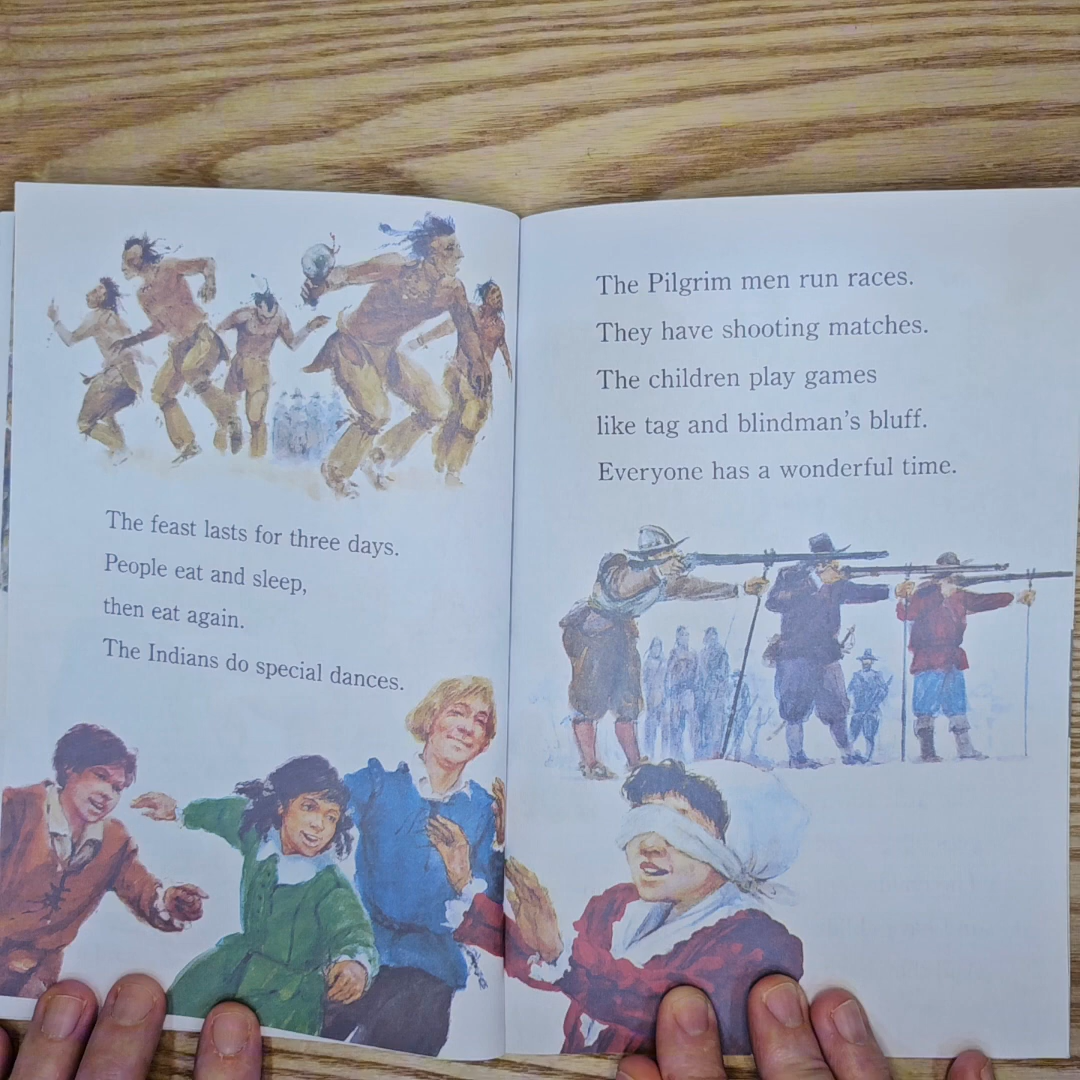 The feast lasts for three days.
People eat and sleep,
then eat again.
The Indians do special dances.
The Pilgrim men run races.
They have shooting matches.
The children play games
like tag and blindman's bluff.
Everyone has a wonderful time.